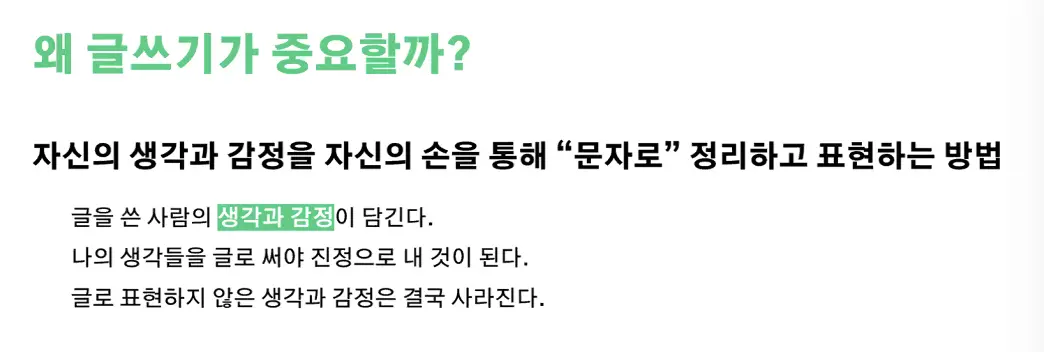 왜 글쓰기가 중요할까?
자신의 생각과 감정을 자신의 손을 통해 “문자로” 정리하고 표현하는 방법
글을 쓴 사람의 생각과 감정이 담긴다.
나의 생각들을 글로 써야 진정으로 내 것이 된다.
글로 표현하지 않은 생각과 감정은 결국 사라진다.